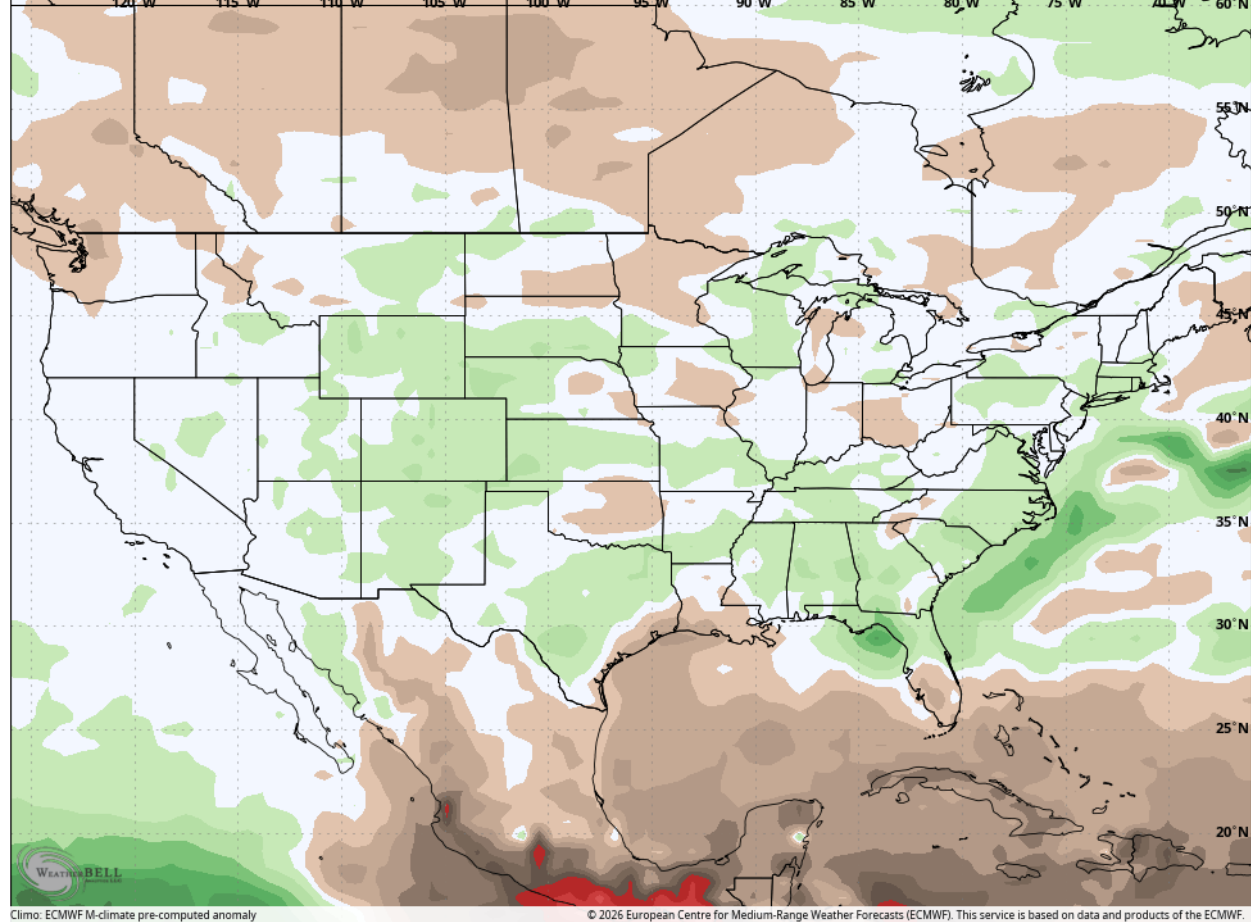 120°W 115°W 110°W 105°W 100°W 95°W 90°W 85°W 80°W 75°W 70°W 60°N
55°N
50°N
45°N
40°N
35°N
30°N
25°N
20°N
WEATHERBELL
Climo: ECMWF M-climate pre-computed anomaly © 2026 European Centre for Medium-Range Weather Forecasts (ECMWF). This service is based on data and products of the ECMWF.